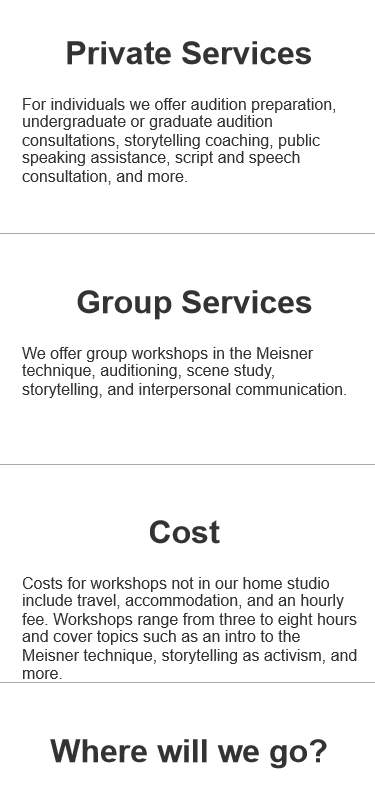 Private Services
For individuals we offer audition preparation,
undergraduate or graduate audition
consultations, storytelling coaching, public
speaking assistance, script and speech
consultation, and more.
Group Services
We offer group workshops in the Meisner
technique, auditioning, scene study,
storytelling, and interpersonal communication.
Cost
Costs for workshops not in our home studio
include travel, accommodation, and an hourly
fee. Workshops range from three to eight hours
and cover topics such as an intro to the
Meisner technique, storytelling as activism, and
more.
Where will we go?